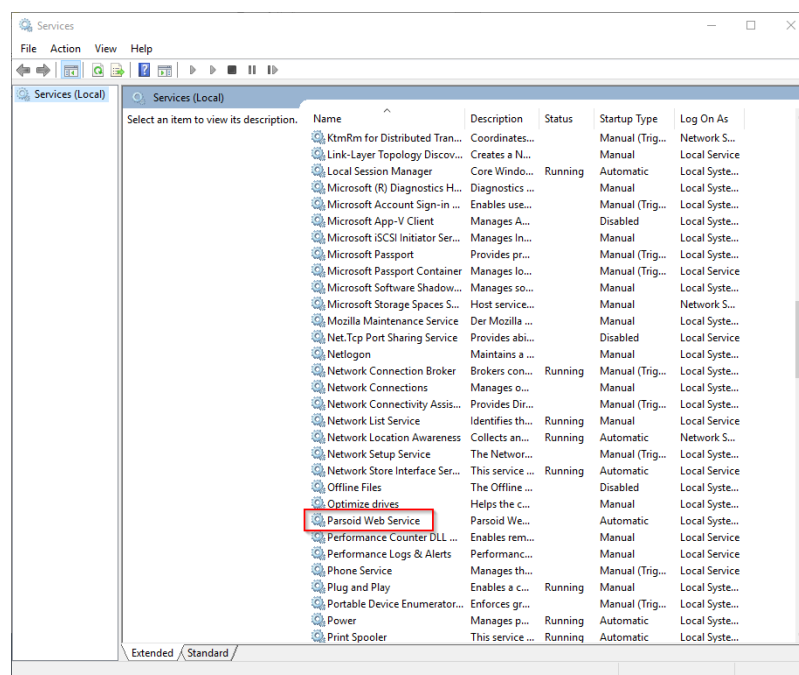 Services
File Action View Help
Services (Local)
Services (Local)
Select an item to view its description.
Name Description Status Startup Type Log On As
KtmRm for Distributed Tran... Coordinates... Manual (Trig... Network S...
Link-Layer Topology Discov... Creates a N... Manual Local Service
Local Session Manager Core Windo... Running Automatic Local Syste...
Microsoft (R) Diagnostics H... Diagnostics ... Manual Local Syste...
Microsoft Account Sign-in ... Enables use... Manual (Trig... Local Syste...
Microsoft App-V Client Manages A... Disabled Local Syste...
Microsoft iSCSI Initiator Ser... Manages In... Manual Local Syste...
Microsoft Passport Provides pr... Manual (Trig... Local Syste...
Microsoft Passport Container Manages lo... Manual (Trig... Local Service
Microsoft Software Shadow... Manages so... Manual Local Syste...
Microsoft Storage Spaces S... Host service... Manual Network S...
Mozilla Maintenance Service Der Mozilla ... Manual Local Syste...
Net.Tcp Port Sharing Service Provides abi... Disabled Local Service
Netlogon Maintains a ... Manual Local Syste...
Network Connection Broker Brokers con... Running Manual (Trig... Local Syste...
Network Connections Manages o... Manual Local Syste...
Network Connectivity Assis... Provides Dir... Manual (Trig... Local Syste...
Network List Service Identifies th... Running Manual Local Service
Network Location Awareness Collects an... Running Automatic Network S...
Network Setup Service The Networ... Manual (Trig... Local Syste...
Network Store Interface Ser... This service ... Running Automatic Local Service
Offline Files The Offline ... Disabled Local Syste...
Optimize drives Helps the c... Manual Local Syste...
Parsoid Web Service Parsoid We... Automatic Local Syste...
Performance Counter DLL ... Enables rem... Manual Local Service
Performance Logs & Alerts Performanc... Manual Local Service
Phone Service Manages th... Manual (Trig... Local Service
Plug and Play Enables a c... Running Manual Local Syste...
Portable Device Enumerator... Enforces gr... Manual (Trig... Local Syste...
Power Manages p... Running Automatic Local Syste...
Print Spooler This service ... Running Automatic Local Syste...
Extended Standard